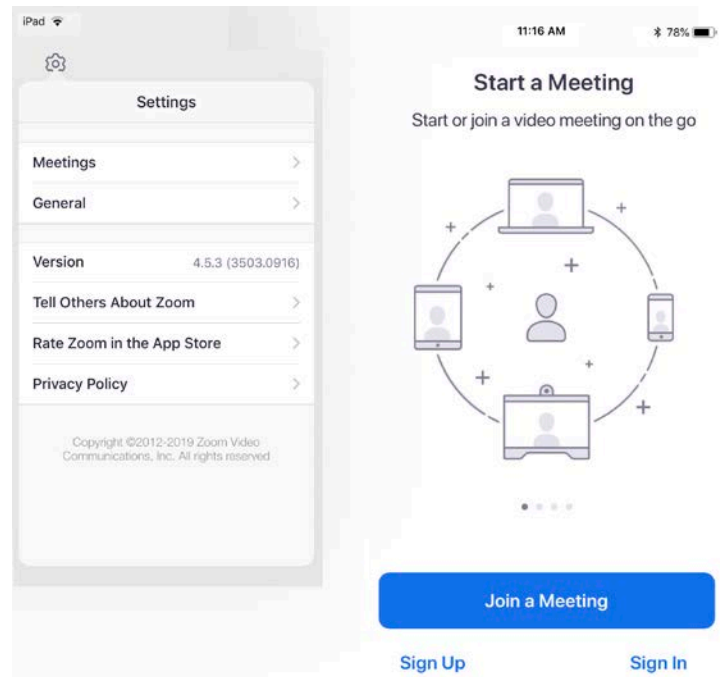 iPad
11:16 AM
78%
Settings
Meetings
General
Version 4.5.3 (3503.0916)
Tell Others About Zoom
Rate Zoom in the App Store
Privacy Policy
Copyright ©2012-2019 Zoom Video
Communications, Inc. All rights reserved
Start a Meeting
Start or join a video meeting on the go
Join a Meeting
Sign Up
Sign In